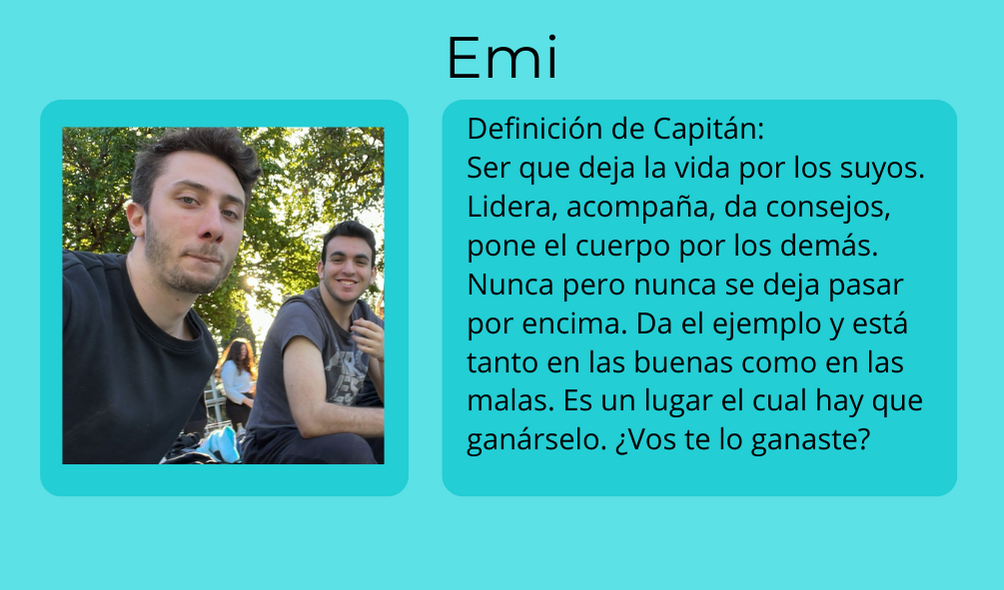 Emi
Definición de Capitán:
Ser que deja la vida por los suyos.
Lidera, acompaña, da consejos,
pone el cuerpo por los demás.
Nunca pero nunca se deja pasar
por encima. Da el ejemplo y está
tanto en las buenas como en las
malas. Es un lugar el cual hay que
ganárselo. ¿Vos te lo ganaste?